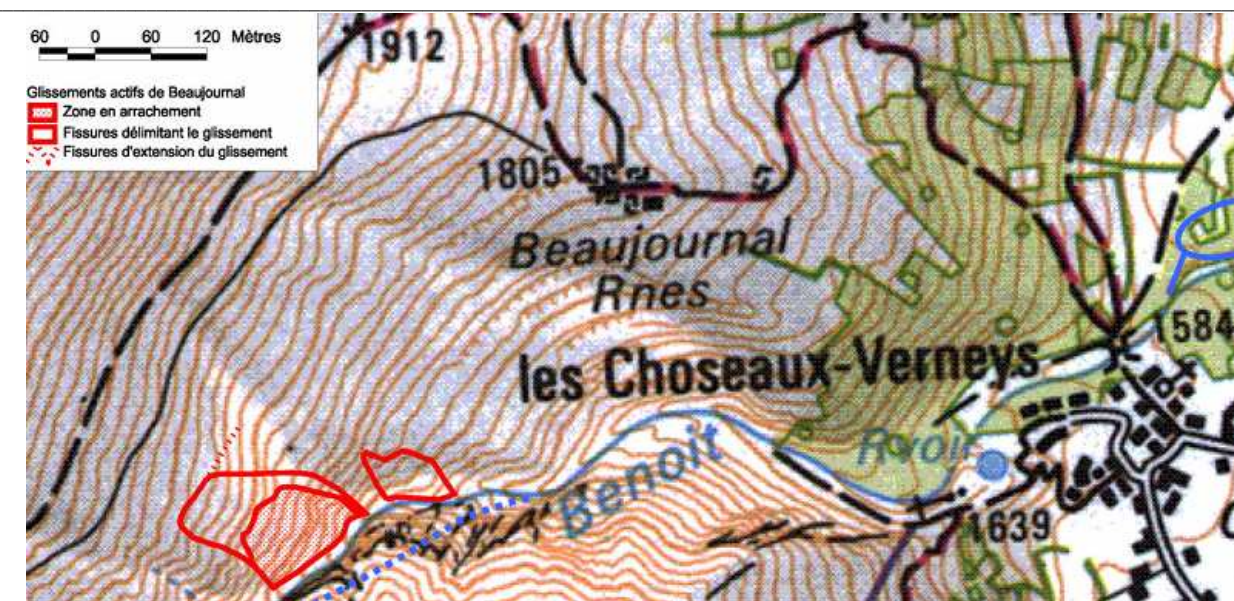 60 0 60 120 Mètres
Glissements actifs de Beaujournal
Zone en arrachement
Fissures délimitant le glissement
Fissures d'extension du glissement
1912
1805
Beaujournal
Rnes
les Choseaux-Verneys
1584
Benoit
Rvoir
1639